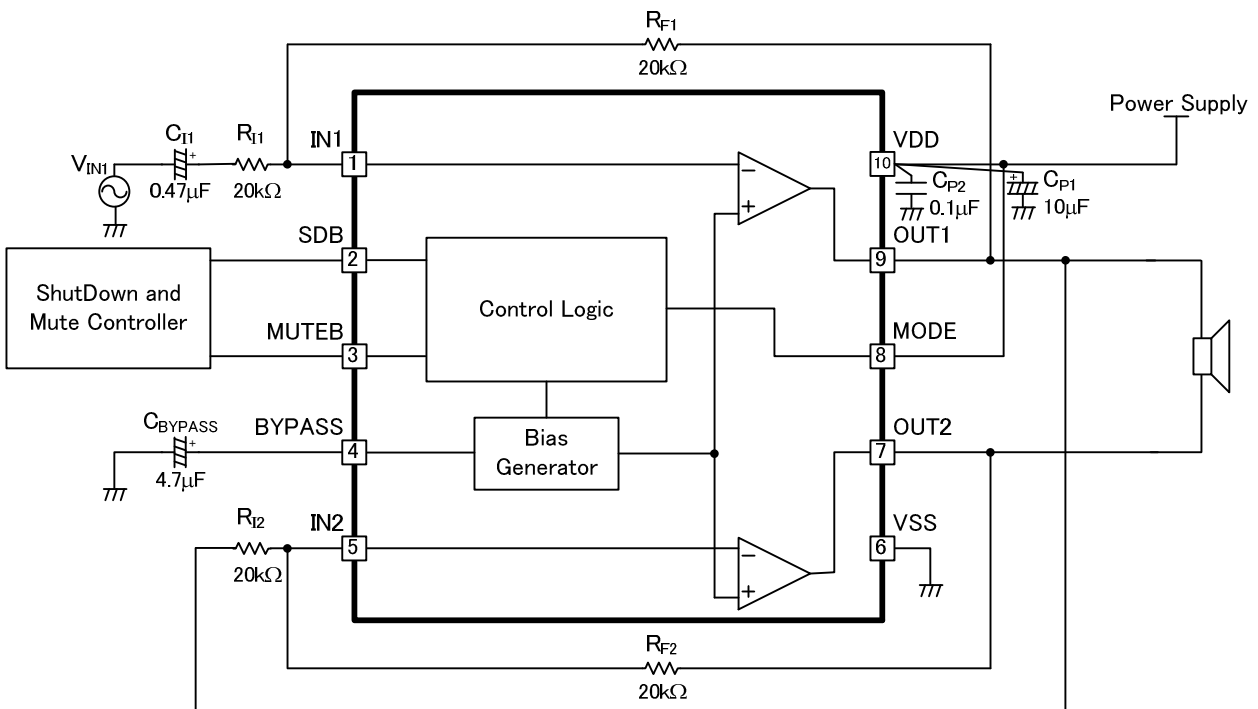 RF1
20kΩ
Power Supply
CI1
+
RI1
IN1
1
VDD
10
VIN1
0.47μF
20kΩ
−
+
CP2
0.1μF
+
CP1
10μF
SDB
2
OUT1
9
ShutDown and
Mute Controller
Control Logic
MUTEB
3
MODE
8
CBYPASS
+
4.7μF
BYPASS
4
Bias
Generator
OUT2
7
RI2
20kΩ
IN2
5
−
+
VSS
6
RF2
20kΩ